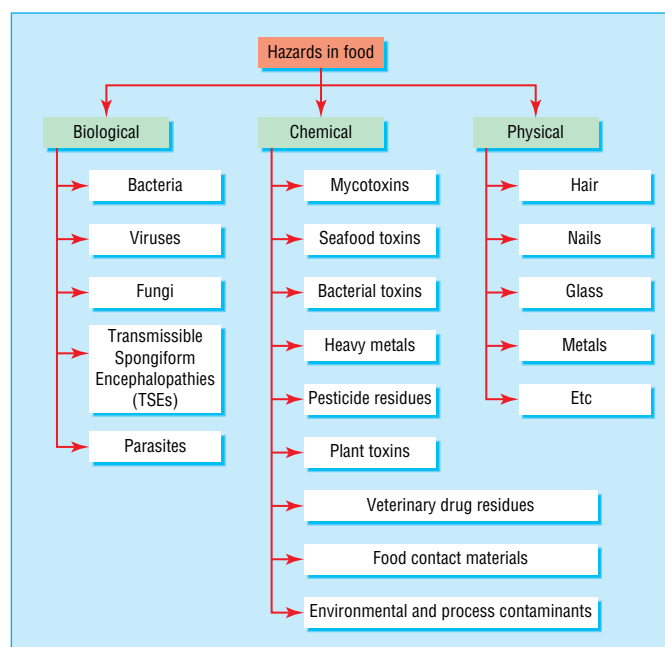 Hazards in food
Biological
Bacteria
Viruses
Fungi
Transmissible
Spongiform
Encephalopathies
(TSEs)
Parasites
Chemical
Mycotoxins
Seafood toxins
Bacterial toxins
Heavy metals
Pesticide residues
Plant toxins
Veterinary drug residues
Food contact materials
Environmental and process contaminants
Physical
Hair
Nails
Glass
Metals
Etc